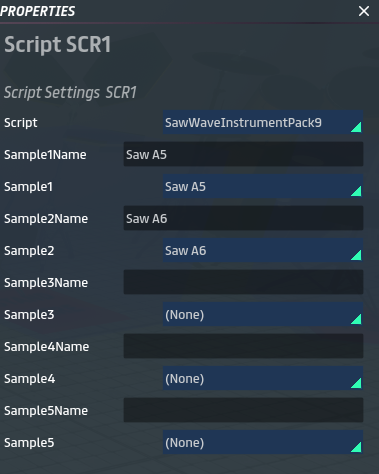 PROPERTIES
Script SCR1
Script Settings SCR1
Script SawWaveInstrumentPack9
Sample1Name Saw A5
Sample1 Saw A5
Sample2Name Saw A6
Sample2 Saw A6
Sample3Name
Sample3 (None)
Sample4Name
Sample4 (None)
Sample5Name
Sample5 (None)